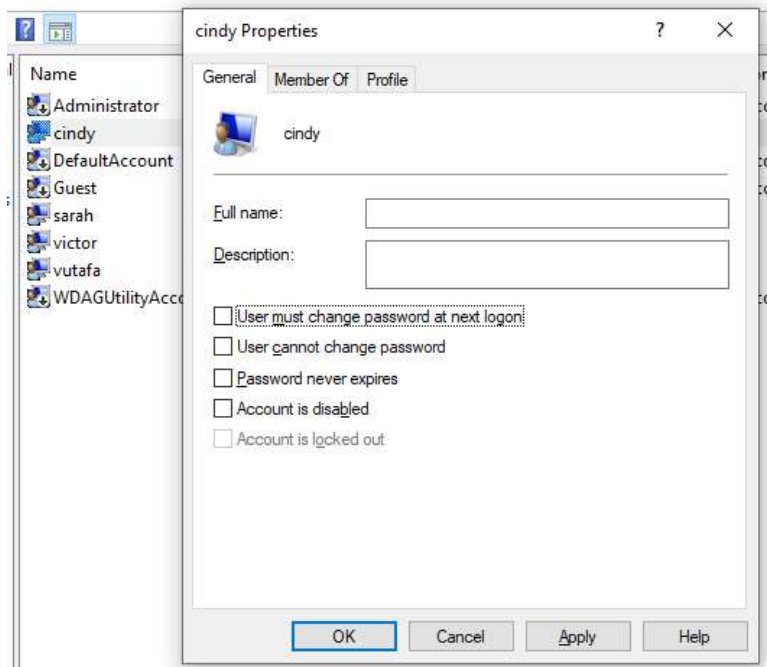 cindy Properties
?
Name
Administrator
cindy
DefaultAccount
Guest
sarah
victor
vutafa
General Member Of Profile
cindy
Full name:
Description:
User must change password at next logon
User cannot change password
Password never expires
Account is disabled
Account is locked out
OK Cancel Apply Help